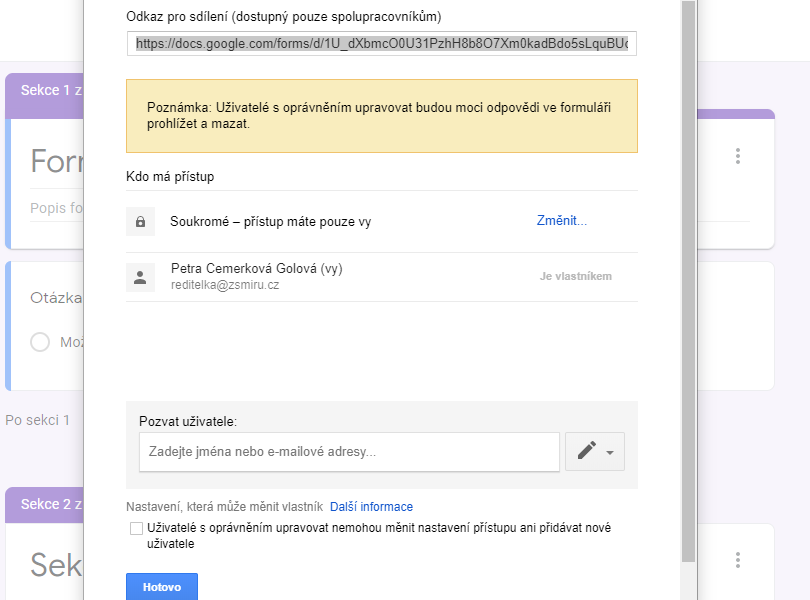 Odkaz pro sdílení (dostupný pouze spolupracovníkům)
https://docs.google.com/forms/d/1U_dXbmcO0U31PzhH8b8O7Xm0kadBdo5sLquBUc
Sekce 1 z
Poznámka: Uživatelé s oprávněním upravovat budou moci odpovědi ve formuláři
prohlížet a mazat.
Form
Popis fo
Kdo má přístup
Soukromé – přístup máte pouze vy
Změnit...
Petra Cemerková Golová (vy)
reditelka@zsmiru.cz
Je vlastníkem
Otázka
Mož
Po sekci 1
Pozvat uživatele:
Zadejte jména nebo e-mailové adresy...
Sekce 2 z
Nastavení, která může měnit vlastník Další informace
Uživatelé s oprávněním upravovat nemohou měnit nastavení přístupu ani přidávat nové
uživatele
Sek
Hotovo